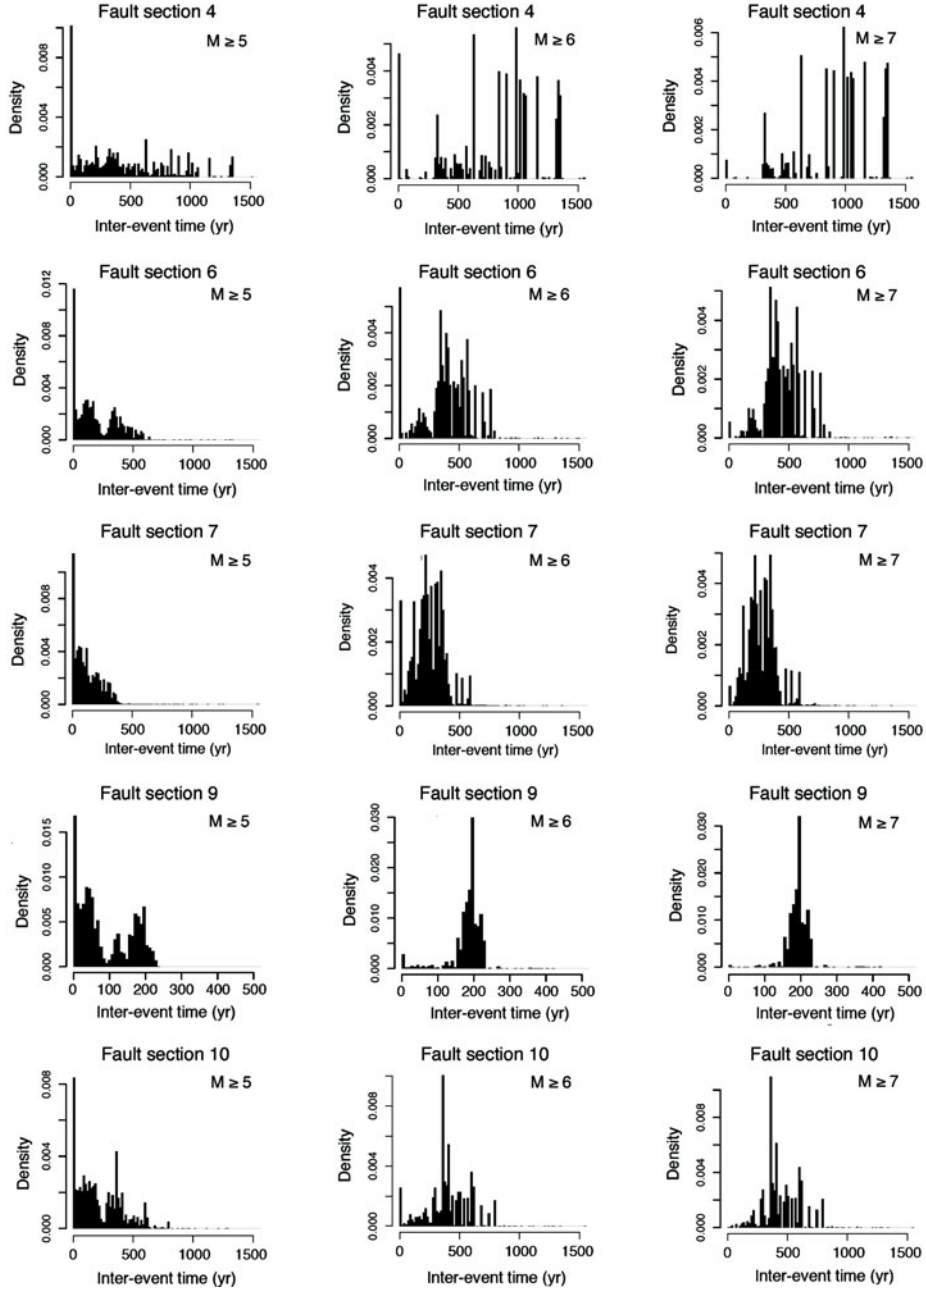 Fault section 4
M ≥ 5
Density
0.000 0.004 0.008
0 500 1000 1500
Inter-event time (yr)
Fault section 4
M ≥ 6
Density
0.000 0.002 0.004
0 500 1000 1500
Inter-event time (yr)
Fault section 4
M ≥ 7
Density
0.000 0.002 0.004 0.006
0 500 1000 1500
Inter-event time (yr)
Fault section 6
M ≥ 5
Density
0.000 0.004 0.008 0.012
0 500 1000 1500
Inter-event time (yr)
Fault section 6
M ≥ 6
Density
0.000 0.002 0.004
0 500 1000 1500
Inter-event time (yr)
Fault section 6
M ≥ 7
Density
0.000 0.002 0.004
0 500 1000 1500
Inter-event time (yr)
Fault section 7
M ≥ 5
Density
0.000 0.004 0.008
0 500 1000 1500
Inter-event time (yr)
Fault section 7
M ≥ 6
Density
0.000 0.002 0.004
0 500 1000 1500
Inter-event time (yr)
Fault section 7
M ≥ 7
Density
0.000 0.002 0.004
0 500 1000 1500
Inter-event time (yr)
Fault section 9
M ≥ 5
Density
0.000 0.005 0.010 0.015
0 100 200 300 400 500
Inter-event time (yr)
Fault section 9
M ≥ 6
Density
0.000 0.010 0.020 0.030
0 100 200 300 400 500
Inter-event time (yr)
Fault section 9
M ≥ 7
Density
0.000 0.010 0.020 0.030
0 100 200 300 400 500
Inter-event time (yr)
Fault section 10
M ≥ 5
Density
0.000 0.004 0.008
0 500 1000 1500
Inter-event time (yr)
Fault section 10
M ≥ 6
Density
0.000 0.004 0.008
0 500 1000 1500
Inter-event time (yr)
Fault section 10
M ≥ 7
Density
0.000 0.004 0.008
0 500 1000 1500
Inter-event time (yr)